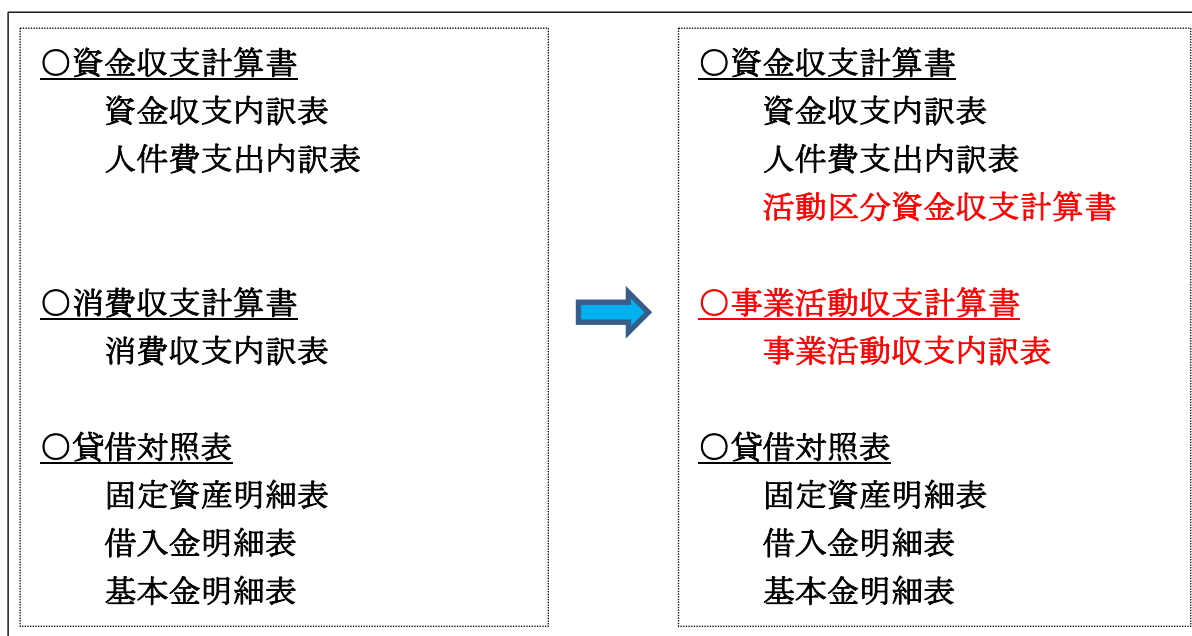 ○資金収支計算書
資金収支内訳表
人件費支出内訳表
○消費収支計算書
消費収支内訳表
○貸借対照表
固定資産明細表
借入金明細表
基本金明細表
○資金収支計算書
資金収支内訳表
人件費支出内訳表
活動区分資金収支計算書
○事業活動収支計算書
事業活動収支内訳表
○貸借対照表
固定資産明細表
借入金明細表
基本金明細表